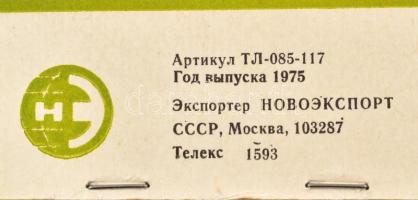 Артикул ТЛ-085-117
Год выпуска 1975
Экспортер НОВОЭКСПОРТ
СССР, Москва, 103287
Телекс 1593